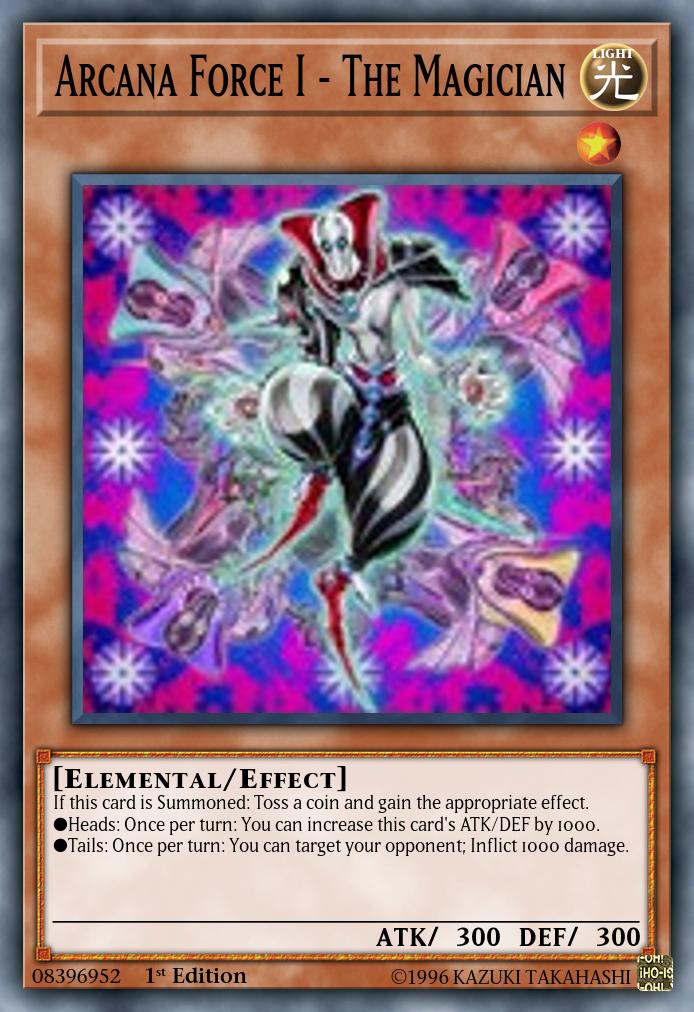 Arcana Force I - The Magician
LIGHT
光
[Elemental/Effect]
If this card is Summoned: Toss a coin and gain the appropriate effect.
●Heads: Once per turn: You can increase this card's ATK/DEF by 1000.
●Tails: Once per turn: You can target your opponent; Inflict 1000 damage.
ATK/ 300 DEF/ 300
08396952 1st Edition ©1996 KAZUKI TAKAHASHI